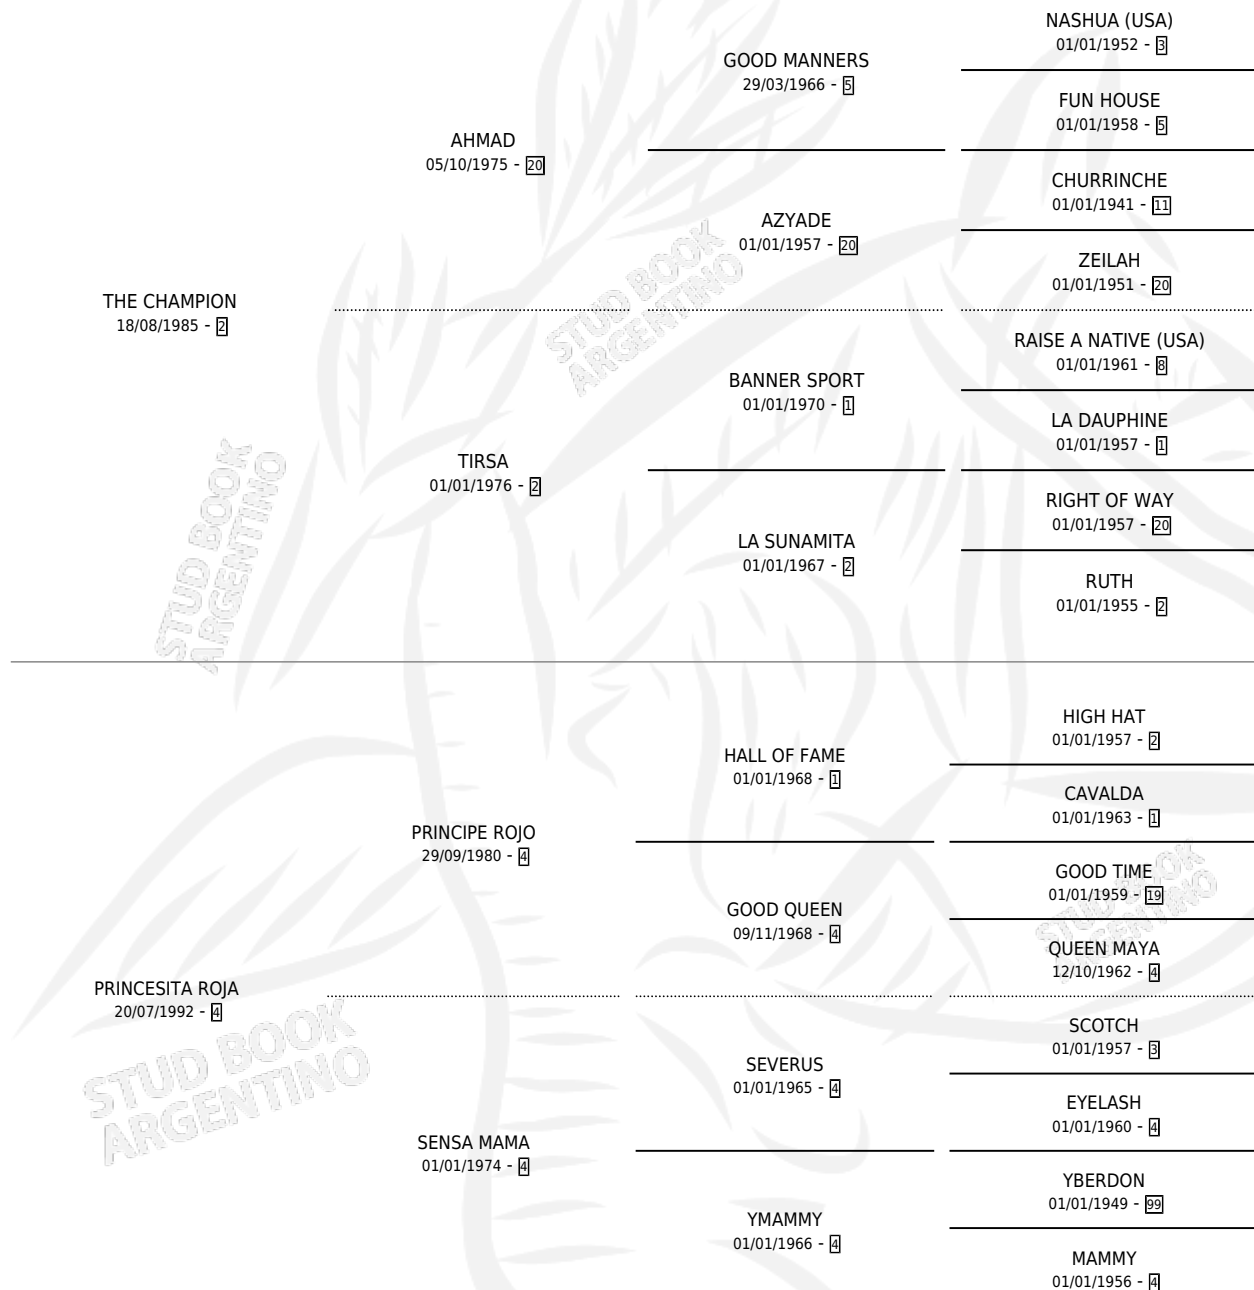 NASHUA (USA)
01/01/1952 - 3
GOOD MANNERS
29/03/1966 - 5
FUN HOUSE
01/01/1958 - 5
AHMAD
05/10/1975 - 20
CHURRINCHE
01/01/1941 - 11
AZYADE
01/01/1957 - 20
ZEILAH
01/01/1951 - 20
THE CHAMPION
18/08/1985 - 2
STUD BOOK
ARGENTINO
RAISE A NATIVE (USA)
01/01/1961 - 8
BANNER SPORT
01/01/1970 - 1
LA DAUPHINE
01/01/1957 - 1
TIRSA
01/01/1976 - 2
RIGHT OF WAY
01/01/1957 - 20
LA SUNAMITA
01/01/1967 - 2
RUTH
01/01/1955 - 2
STUD BOOK
ARGENTINO
HIGH HAT
01/01/1957 - 2
HALL OF FAME
01/01/1968 - 1
CAVALDA
01/01/1963 - 1
PRINCIPE ROJO
29/09/1980 - 4
GOOD TIME
01/01/1959 - 19
GOOD QUEEN
09/11/1968 - 4
STUD BOOK
ARGENTINO
QUEEN MAYA
12/10/1962 - 4
PRINCESITA ROJA
20/07/1992 - 4
STUD BOOK
ARGENTINO
SCOTCH
01/01/1957 - 3
SEVERUS
01/01/1965 - 4
EYELASH
01/01/1960 - 4
SENSA MAMA
01/01/1974 - 4
YBERDON
01/01/1949 - 99
YMAMMY
01/01/1966 - 4
MAMMY
01/01/1956 - 4